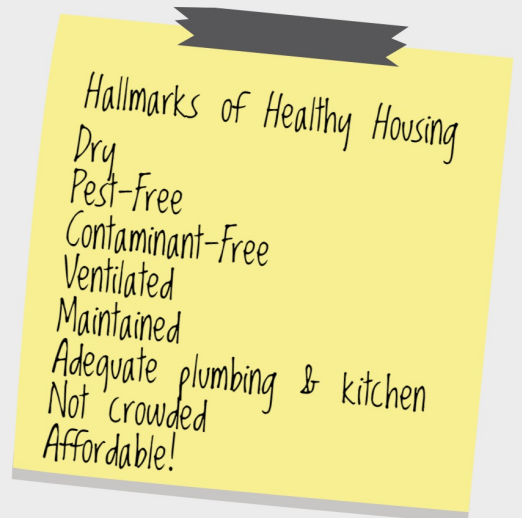 Hallmarks of Healthy Housing
Dry
Pest-Free
Contaminant-Free
Ventilated
Maintained
Adequate plumbing & kitchen
Not crowded
Affordable!